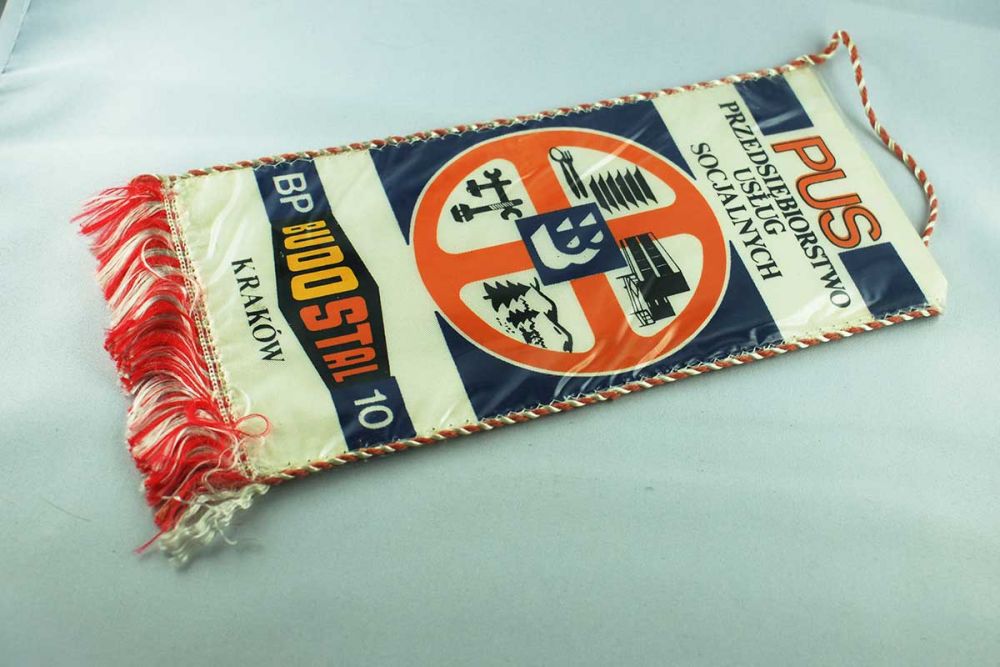 PUS
PRZEDSIĘBIORSTWO
USŁUG
SOCJALNYCH
B
BP BUDOSTAL 10
KRAKÓW